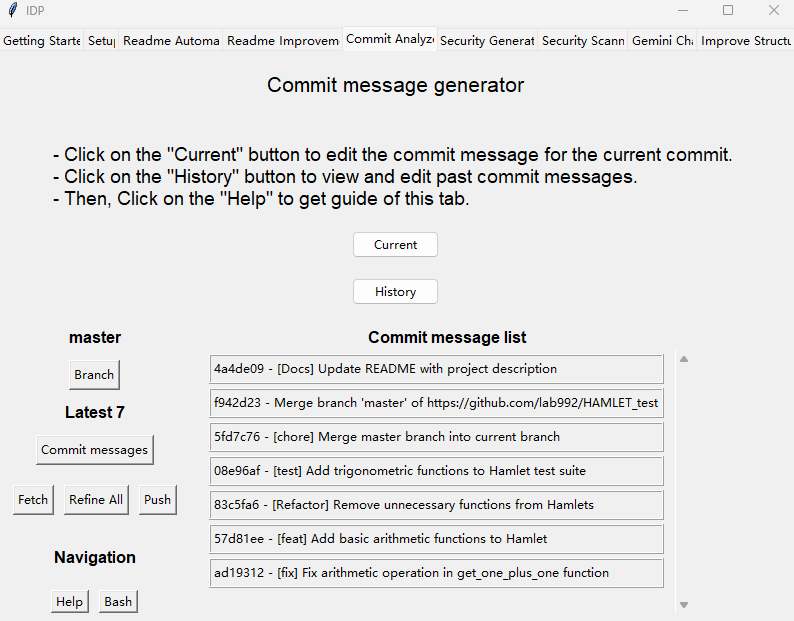 IDP
Getting Starte Setup Readme Automa Readme Improvem Commit Analyze Security Generat Security Scann Gemini Cha Improve Structu
Commit message generator
- Click on the "Current" button to edit the commit message for the current commit.
- Click on the "History" button to view and edit past commit messages.
- Then, Click on the "Help" to get guide of this tab.
Current
History
master
Branch
Latest 7
Commit messages
Fetch Refine All Push
Navigation
Help Bash
Commit message list
4a4de09 - [Docs] Update README with project description
f942d23 - Merge branch 'master' of https://github.com/lab992/HAMLET_test
5fd7c76 - [chore] Merge master branch into current branch
08e96af - [test] Add trigonometric functions to Hamlet test suite
83c5fa6 - [Refactor] Remove unnecessary functions from Hamlets
57d81ee - [feat] Add basic arithmetic functions to Hamlet
ad19312 - [fix] Fix arithmetic operation in get_one_plus_one function